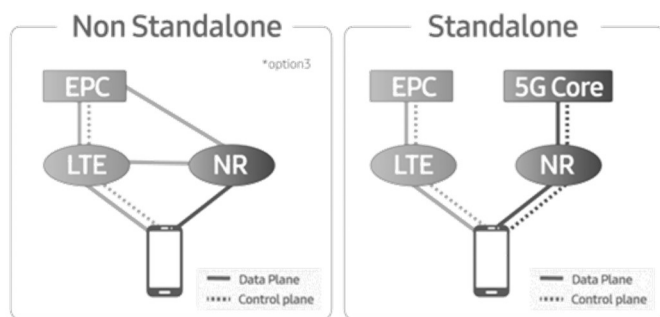 Non Standalone
*option3
EPC
LTE
NR
Data Plane
Control plane
Standalone
EPC
5G Core
LTE
NR
Data Plane
Control plane